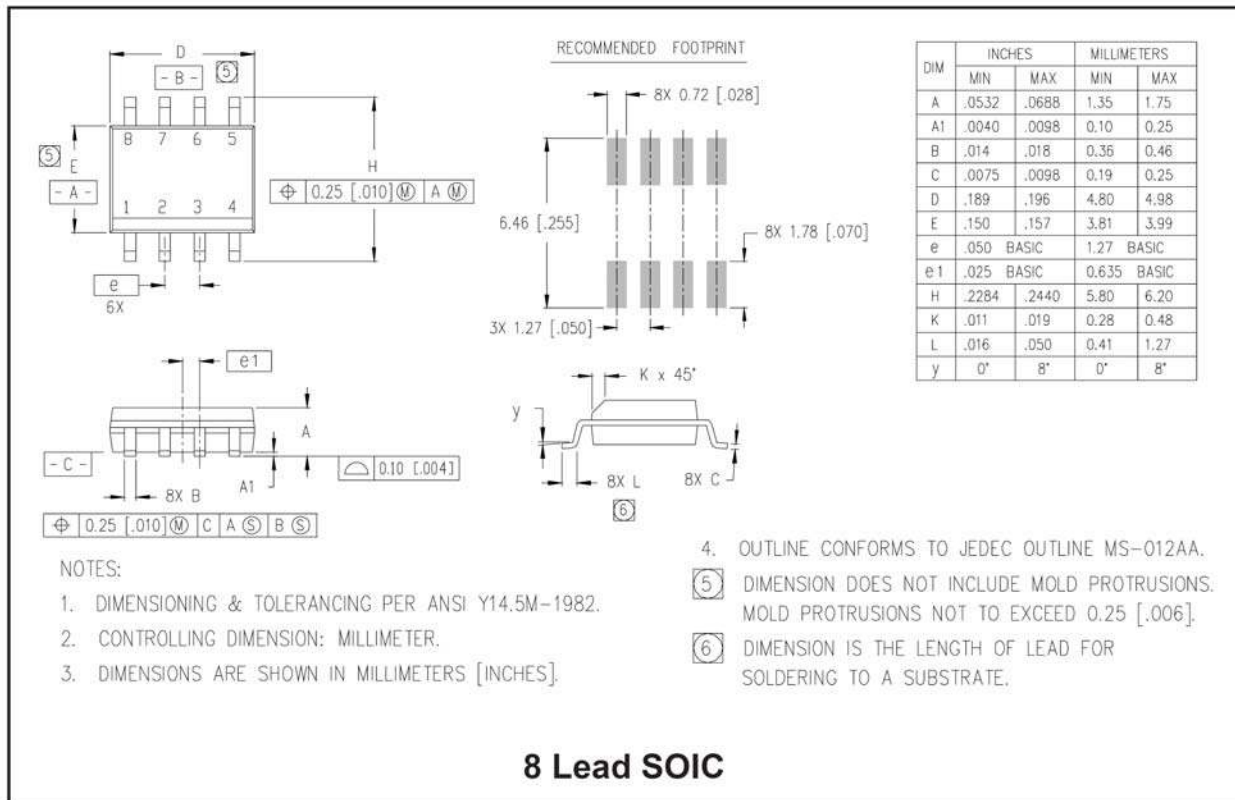 D
- B -
5
8 7 6 5
5
E
- A -
H
⌖ 0.25 [.010] Ⓜ A Ⓜ
1 2 3 4
e
6X
RECOMMENDED FOOTPRINT
8X 0.72 [.028]
6.46 [.255]
8X 1.78 [.070]
3X 1.27 [.050]
DIM INCHES MILLIMETERS
MIN MAX MIN MAX
A .0532 .0688 1.35 1.75
A1 .0040 .0098 0.10 0.25
B .014 .018 0.36 0.46
C .0075 .0098 0.19 0.25
D .189 .196 4.80 4.98
E .150 .157 3.81 3.99
e .050 BASIC 1.27 BASIC
e1 .025 BASIC 0.635 BASIC
H .2284 .2440 5.80 6.20
K .011 .019 0.28 0.48
L .016 .050 0.41 1.27
y 0° 8° 0° 8°
e1
A
- C -
8X B
A1
⌓ 0.10 [.004]
⌖ 0.25 [.010] Ⓜ C A Ⓢ B Ⓢ
K x 45°
y
8X L
6
8X C
NOTES:
1. DIMENSIONING & TOLERANCING PER ANSI Y14.5M-1982.
2. CONTROLLING DIMENSION: MILLIMETER.
3. DIMENSIONS ARE SHOWN IN MILLIMETERS [INCHES].
4. OUTLINE CONFORMS TO JEDEC OUTLINE MS-012AA.
5 DIMENSION DOES NOT INCLUDE MOLD PROTRUSIONS.
MOLD PROTRUSIONS NOT TO EXCEED 0.25 [.006].
6 DIMENSION IS THE LENGTH OF LEAD FOR
SOLDERING TO A SUBSTRATE.
8 Lead SOIC